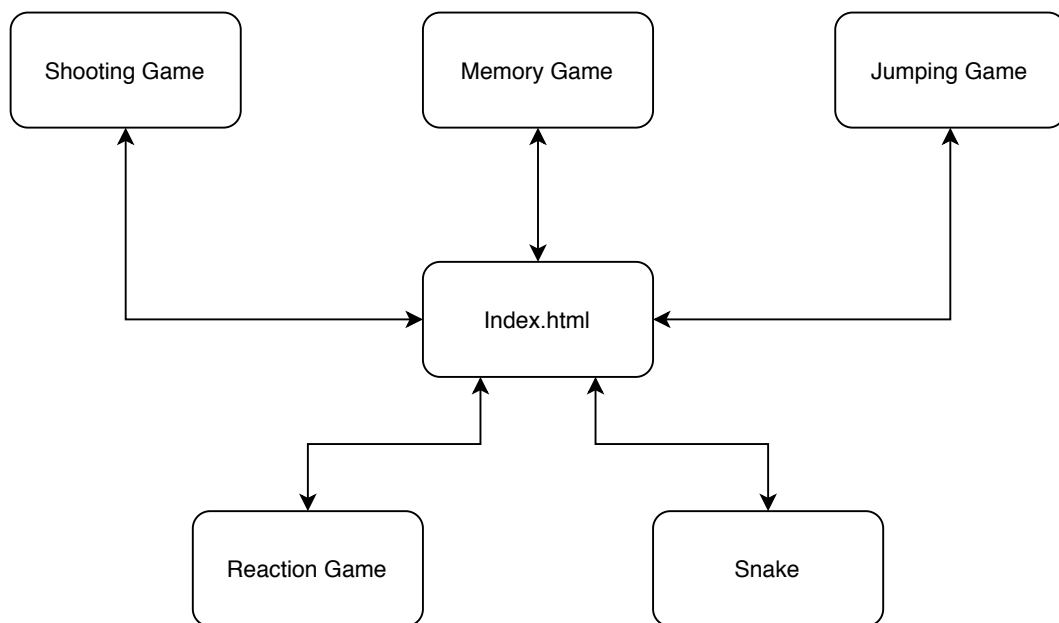 Shooting Game
Memory Game
Jumping Game
Index.html
Reaction Game
Snake